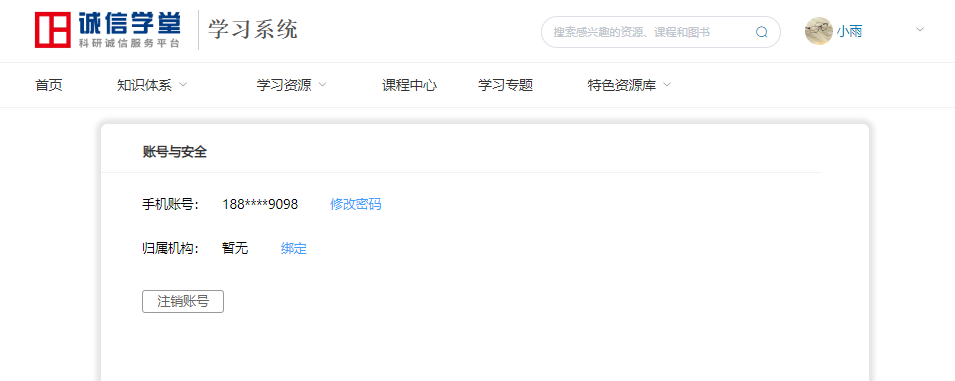 诚信学堂
科研诚信服务平台
学习系统
搜索感兴趣的资源、课程和图书
小雨
首页 知识体系 学习资源 课程中心 学习专题 特色资源库
账号与安全
手机账号： 188****9098 修改密码
归属机构： 暂无 绑定
注销账号